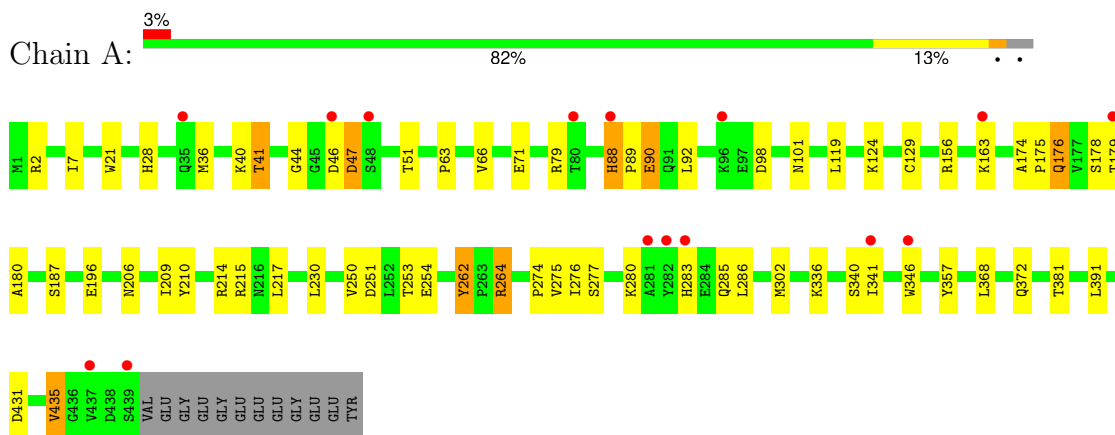 3%
Chain A:
82% 13% • •
M1 R2 I7 W21 H28 Q35 M36 K40 T41 G44 G45 D46 D47 S48 T51 P63 V66 E71 R79 T80 H88 P89 E90 Q91 L92 K96 E97 D98 N101 L119 K124 C129 R156 K163 A174 P175 Q176 V177 S178 T179
A180 S187 E196 N206 I209 Y210 R214 R215 N216 L217 L230 V250 D251 L252 T253 E254 Y262 P263 R264 P274 V275 I276 S277 K280 A281 Y282 H283 E284 Q285 L286 M302 K336 S340 I341 W346 Y357 L368 Q372 T381 L391
D431 V435 G436 V437 D438 S439 VAL GLU GLY GLU GLY GLU GLU GLU GLY GLU GLU TYR